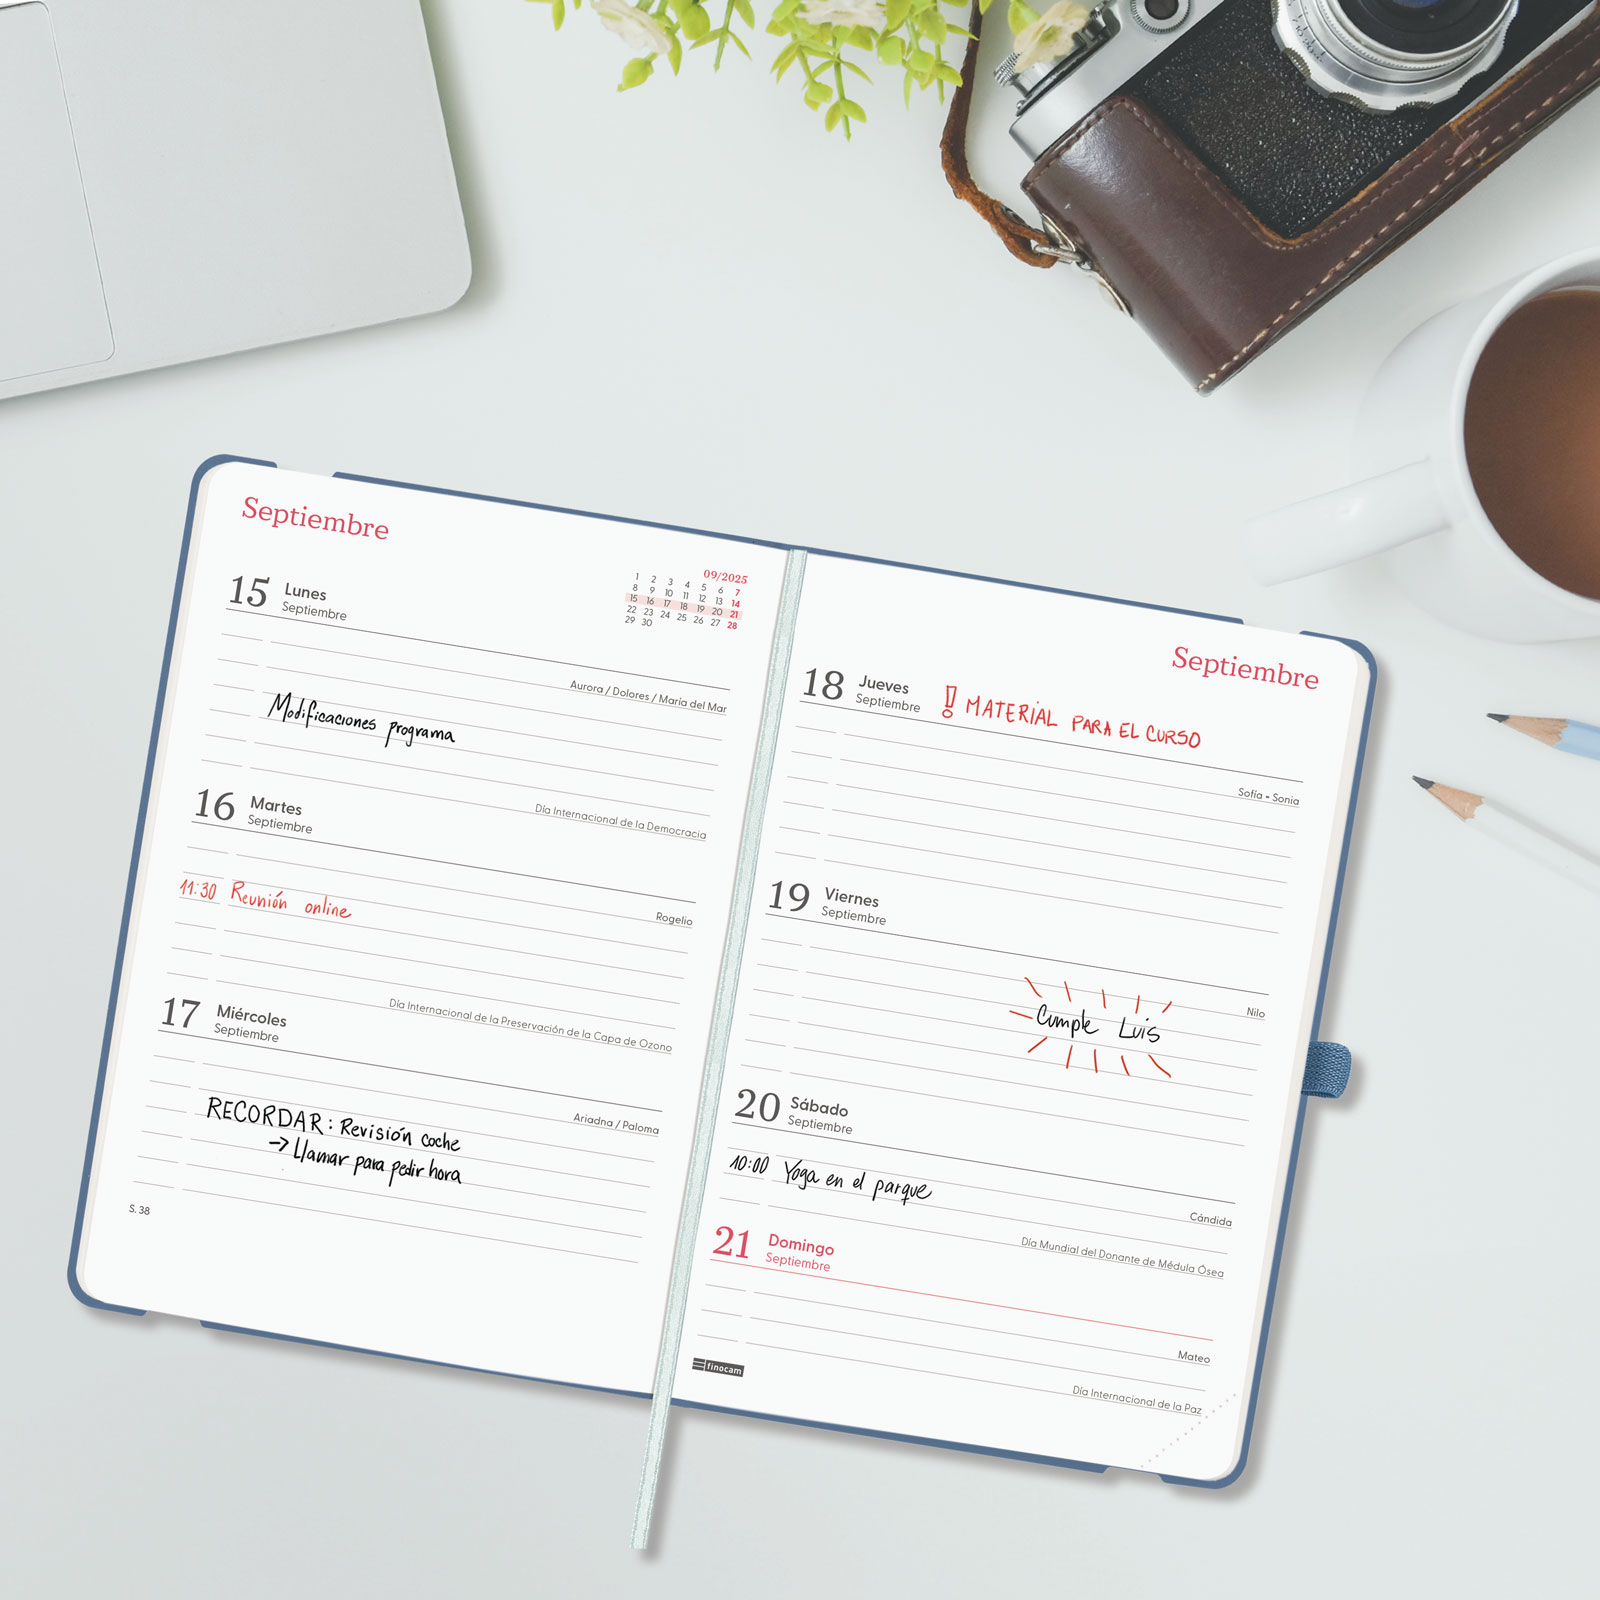 Septiembre
09/2025
1 2 3 4 5 6 7
8 9 10 11 12 13 14
15 16 17 18 19 20 21
22 23 24 25 26 27 28
29 30
15 Lunes
Septiembre
Aurora / Dolores / María del Mar
Modificaciones programa
Día Internacional de la Democracia
16 Martes
Septiembre
Rogelio
11:30 Reunión online
Día Internacional de la Preservación de la Capa de Ozono
17 Miércoles
Septiembre
Ariadna / Paloma
RECORDAR: Revisión coche
→ Llamar para pedir hora
S. 38
Septiembre
18 Jueves
Septiembre
! MATERIAL PARA EL CURSO
Sofía - Sonia
19 Viernes
Septiembre
Nilo
Cumple Luis
20 Sábado
Septiembre
10:00 Yoga en el parque
Cándida
Día Mundial del Donante de Médula Ósea
21 Domingo
Septiembre
Mateo
Día Internacional de la Paz
finocam